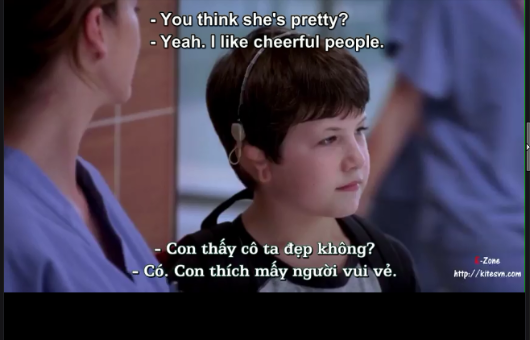 - You think she's pretty?
- Yeah. I like cheerful people.
- Con thấy cô ta đẹp không?
- Có. Con thích mấy người vui vẻ.
-Zone
http://kitesvn.com